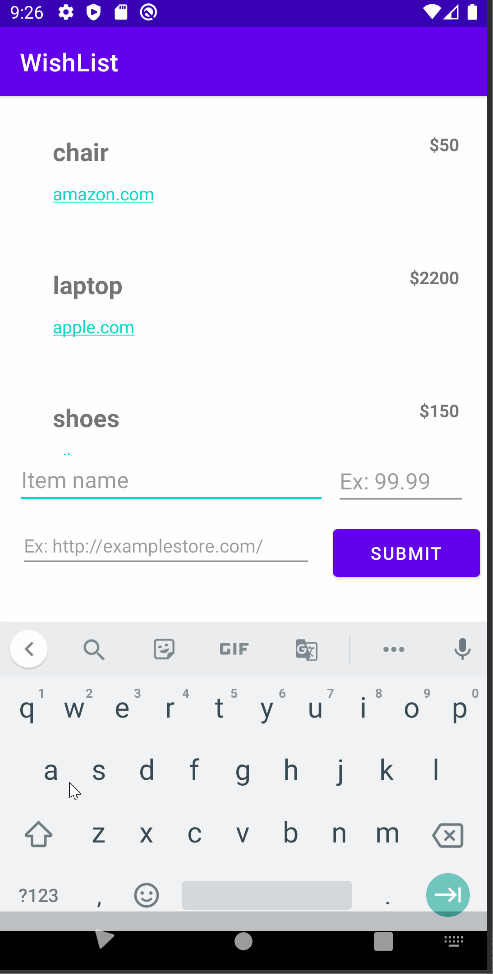 9:26
WishList
chair
$50
amazon.com
laptop
$2200
apple.com
shoes
$150
Item name
Ex: 99.99
Ex: http://examplestore.com/
SUBMIT
GIF
1 2 3 4 5 6 7 8 9 0
q w e r t y u i o p
a s d f g h j k l
z x c v b n m
?123 , .